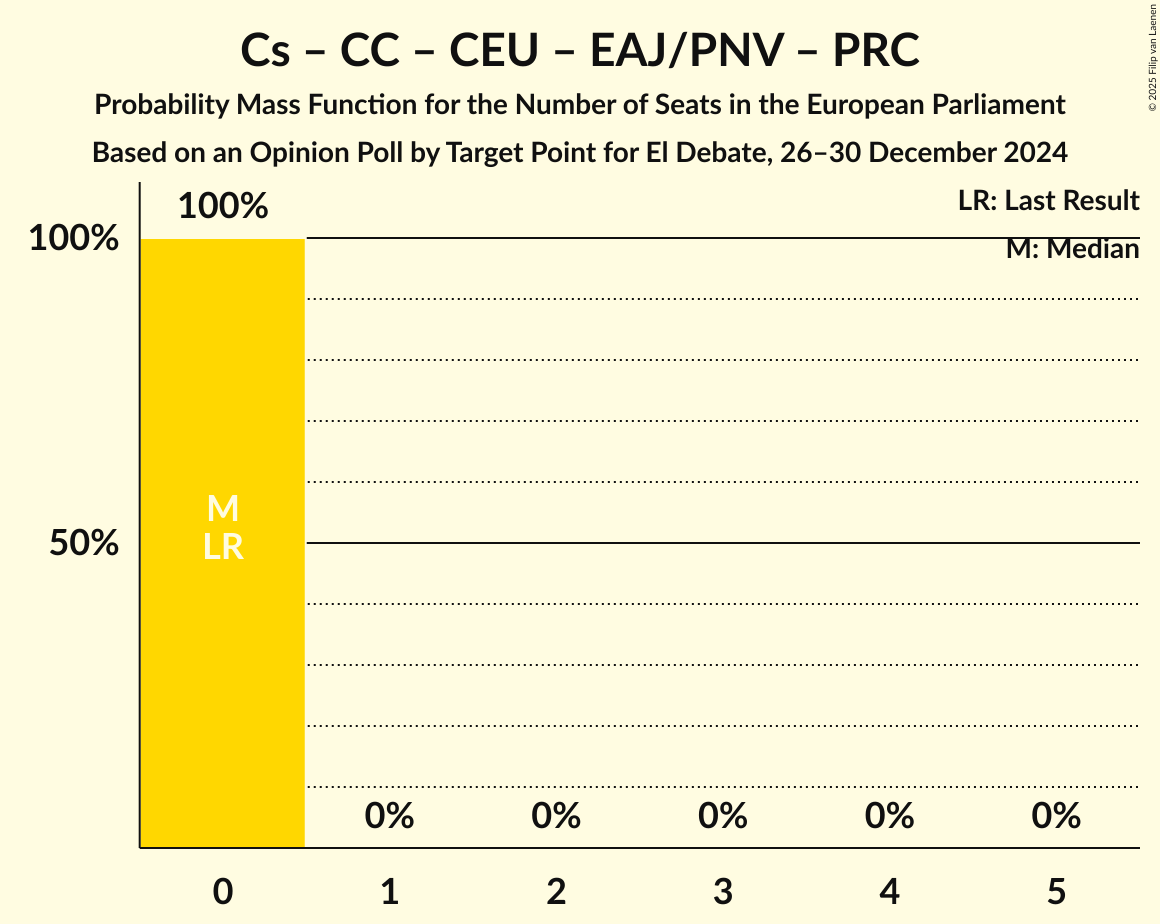 Cs – CC – CEU – EAJ/PNV – PRC
Probability Mass Function for the Number of Seats in the European Parliament
Based on an Opinion Poll by Target Point for El Debate, 26–30 December 2024
© 2025 Filip van Laenen
LR: Last Result
M: Median
100%
100%
50%
M
LR
0%
0%
0%
0%
0%
0
1
2
3
4
5